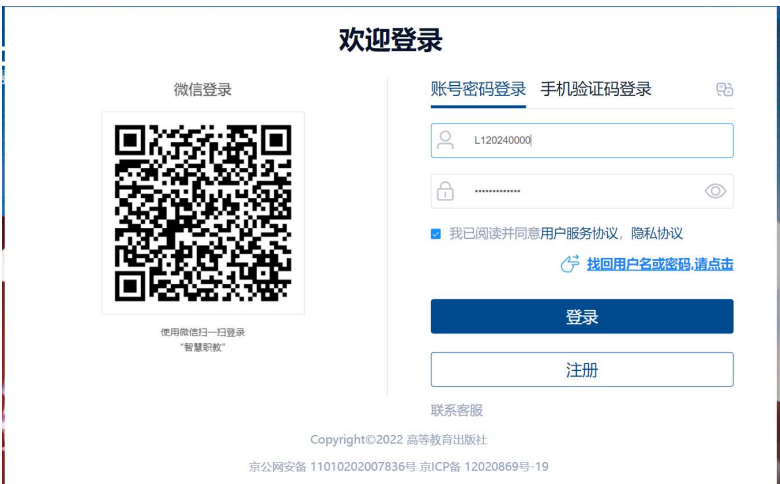 欢迎登录
微信登录
使用微信扫一扫登录
“智慧职教”
账号密码登录 手机验证码登录
L120240000
•••••••••••••
我已阅读并同意用户服务协议，隐私协议
找回用户名或密码,请点击
登录
注册
联系客服
Copyright©2022 高等教育出版社
京公网安备 11010202007836号 京ICP备 12020869号-19